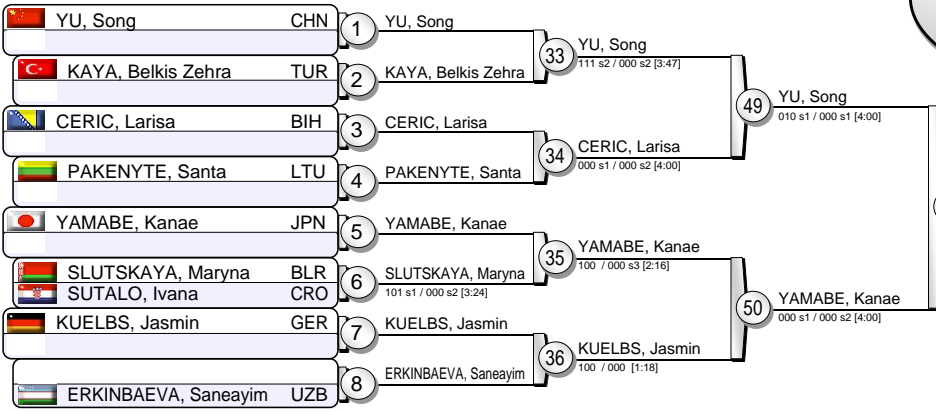 YU, Song CHN
KAYA, Belkis Zehra TUR
CERIC, Larisa BIH
PAKENYTE, Santa LTU
YAMABE, Kanae JPN
SLUTSKAYA, Maryna BLR
SUTALO, Ivana CRO
KUELBS, Jasmin GER
ERKINBAEVA, Saneayim UZB
1
2
3
4
5
6
7
8
YU, Song
KAYA, Belkis Zehra
CERIC, Larisa
PAKENYTE, Santa
YAMABE, Kanae
SLUTSKAYA, Maryna
101 s1 / 000 s2 [3:24]
KUELBS, Jasmin
ERKINBAEVA, Saneayim
33
34
35
36
YU, Song
111 s2 / 000 s2 [3:47]
CERIC, Larisa
000 s1 / 000 s2 [4:00]
YAMABE, Kanae
100 / 000 s3 [2:16]
KUELBS, Jasmin
100 / 000 [1:18]
49
50
YU, Song
010 s1 / 000 s1 [4:00]
YAMABE, Kanae
000 s1 / 000 s2 [4:00]